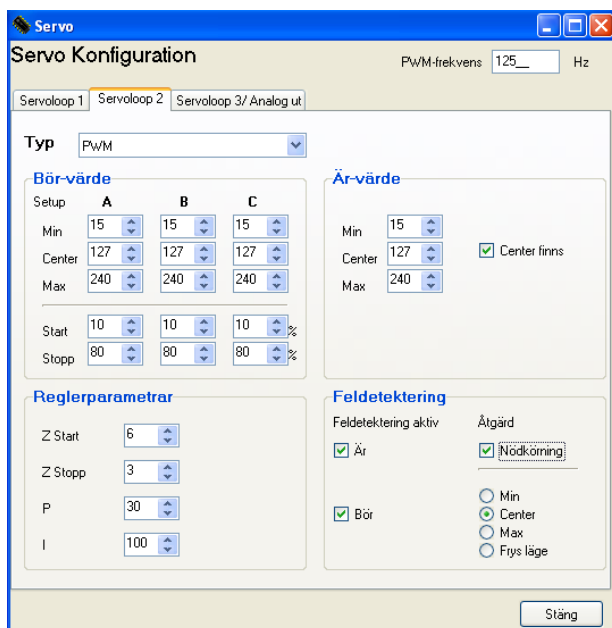 Servo
Servo Konfiguration
PWM-frekvens 125__ Hz
Servoloop 1 Servoloop 2 Servoloop 3/ Analog ut
Typ PWM
Bör-värde
Setup A B C
Min 15 15 15
Center 127 127 127
Max 240 240 240
Start 10 10 10 %
Stopp 80 80 80 %
Är-värde
Min 15
Center 127
Max 240
Center finns
Reglerparametrar
Z Start 6
Z Stopp 3
P 30
I 100
Feldetektering
Feldetektering aktiv Åtgärd
Är Nödkörning
Bör
Min
Center
Max
Frys läge
Stäng